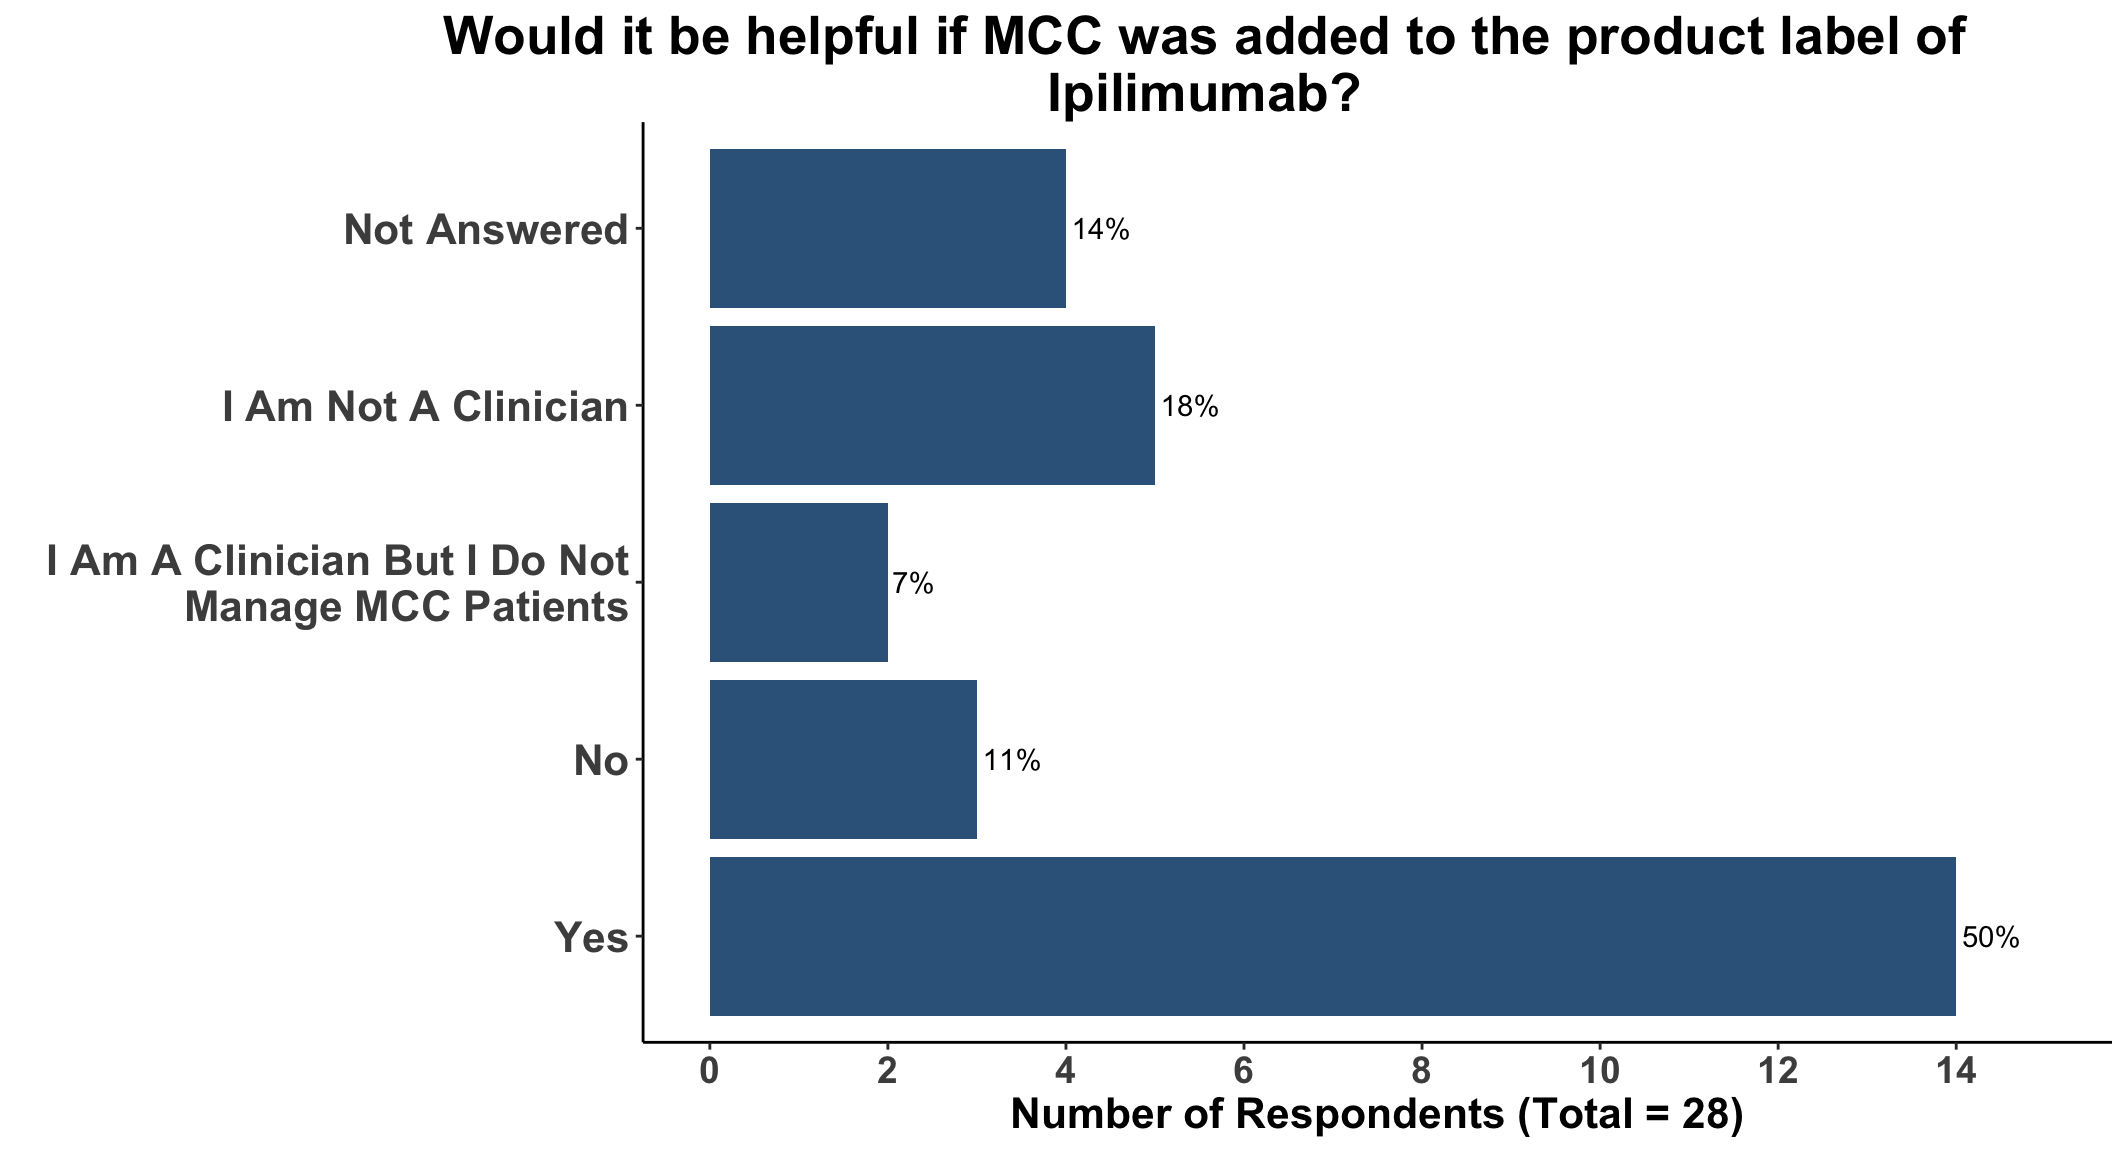 Would it be helpful if MCC was added to the product label of
Ipilimumab?
Not Answered
14%
I Am Not A Clinician
18%
I Am A Clinician But I Do Not
Manage MCC Patients
7%
No
11%
Yes
50%
0 2 4 6 8 10 12 14
Number of Respondents (Total = 28)